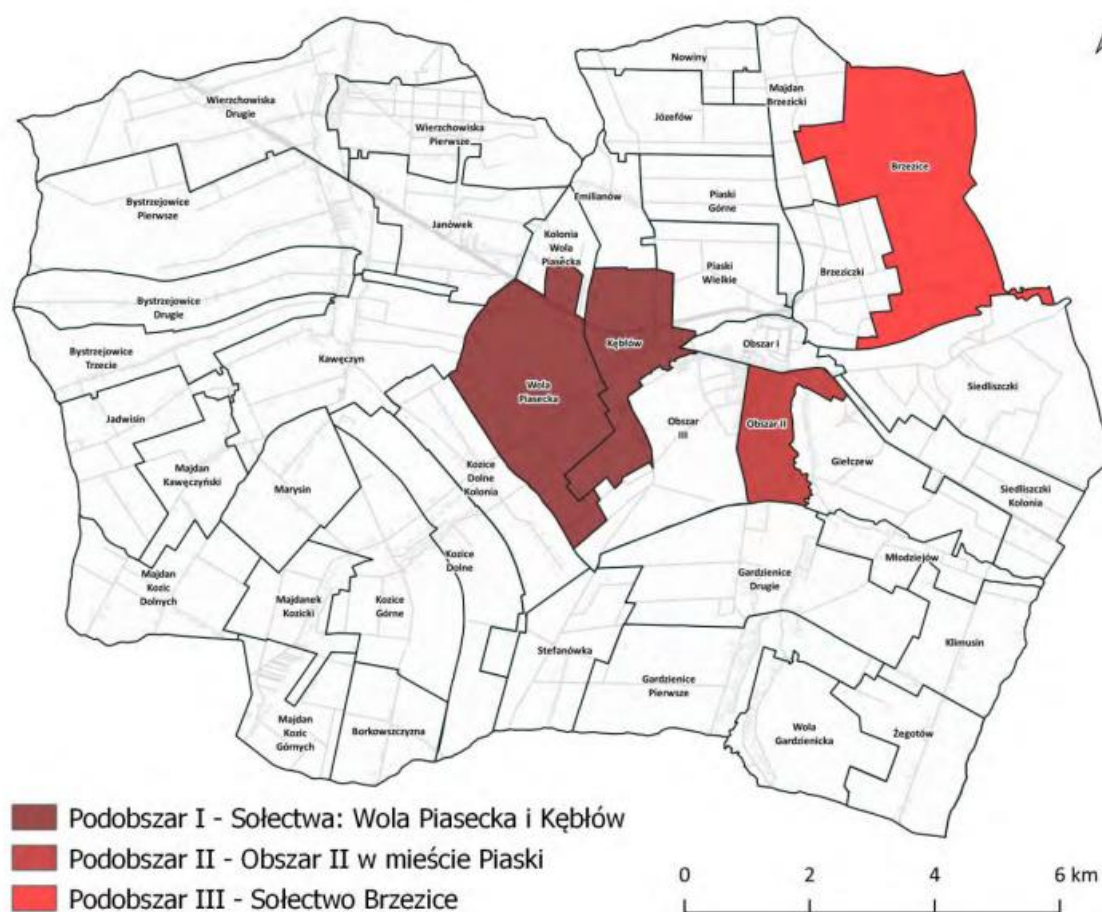 Nowiny
Majdan
Brzezicki
Wierzchowiska
Drugie
Józefów
Wierzchowiska
Pierwsze
Brzezice
Bystrzejowice
Pierwsze
Emilianów
Piaski
Górne
Janówek
Kolonia
Wola
Piasecka
Piaski
Wielkie
Brzeziczki
Bystrzejowice
Drugie
Kębłów
Obszar I
Bystrzejowice
Trzecie
Kawęczyn
Siedliszczki
Wola
Piasecka
Jadwisin
Obszar
III
Obszar II
Majdan
Kawęczyński
Marysin
Kozice
Dolne
Kolonia
Giełczew
Siedliszczki
Kolonia
Kozice
Dolne
Młodziejów
Majdan
Kozic
Dolnych
Majdanek
Kozicki
Kozice
Górne
Gardzienice
Drugie
Stefanówka
Klimusin
Gardzienice
Pierwsze
Majdan
Kozic
Górnych
Borkowszczyzna
Wola
Gardzienicka
Żegotów
Podobszar I - Sołectwa: Wola Piasecka i Kębłów
Podobszar II - Obszar II w mieście Piaski
Podobszar III - Sołectwo Brzezice
0 2 4 6 km